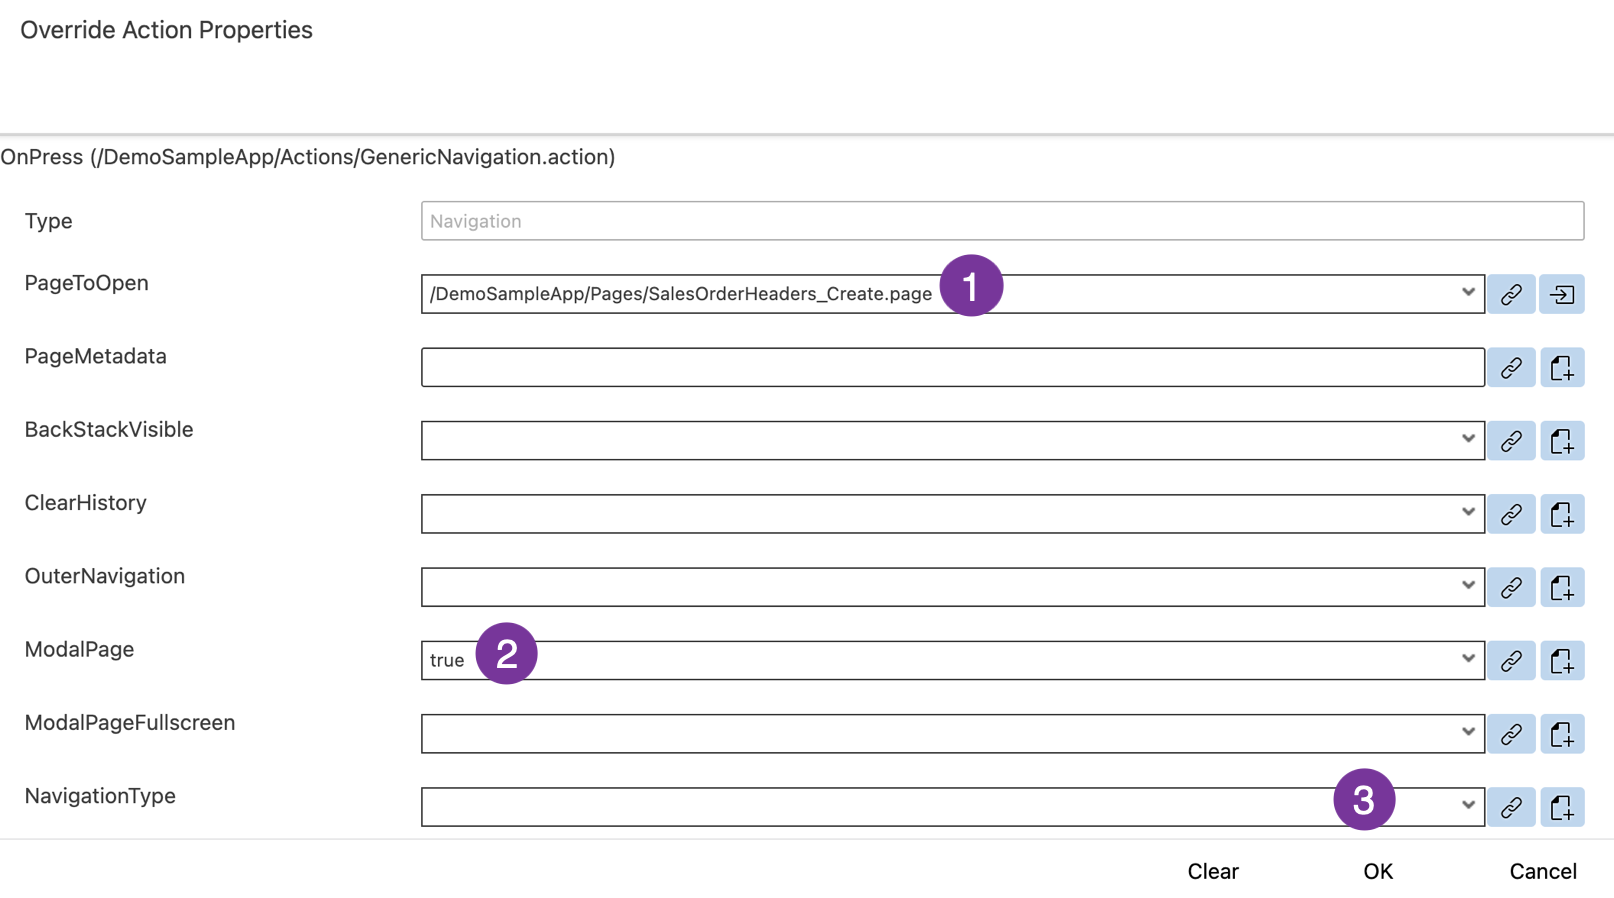 Override Action Properties
OnPress (/DemoSampleApp/Actions/GenericNavigation.action)
Type Navigation
PageToOpen /DemoSampleApp/Pages/SalesOrderHeaders_Create.page 1
PageMetadata
BackStackVisible
ClearHistory
OuterNavigation
ModalPage true 2
ModalPageFullscreen
NavigationType 3
Clear OK Cancel